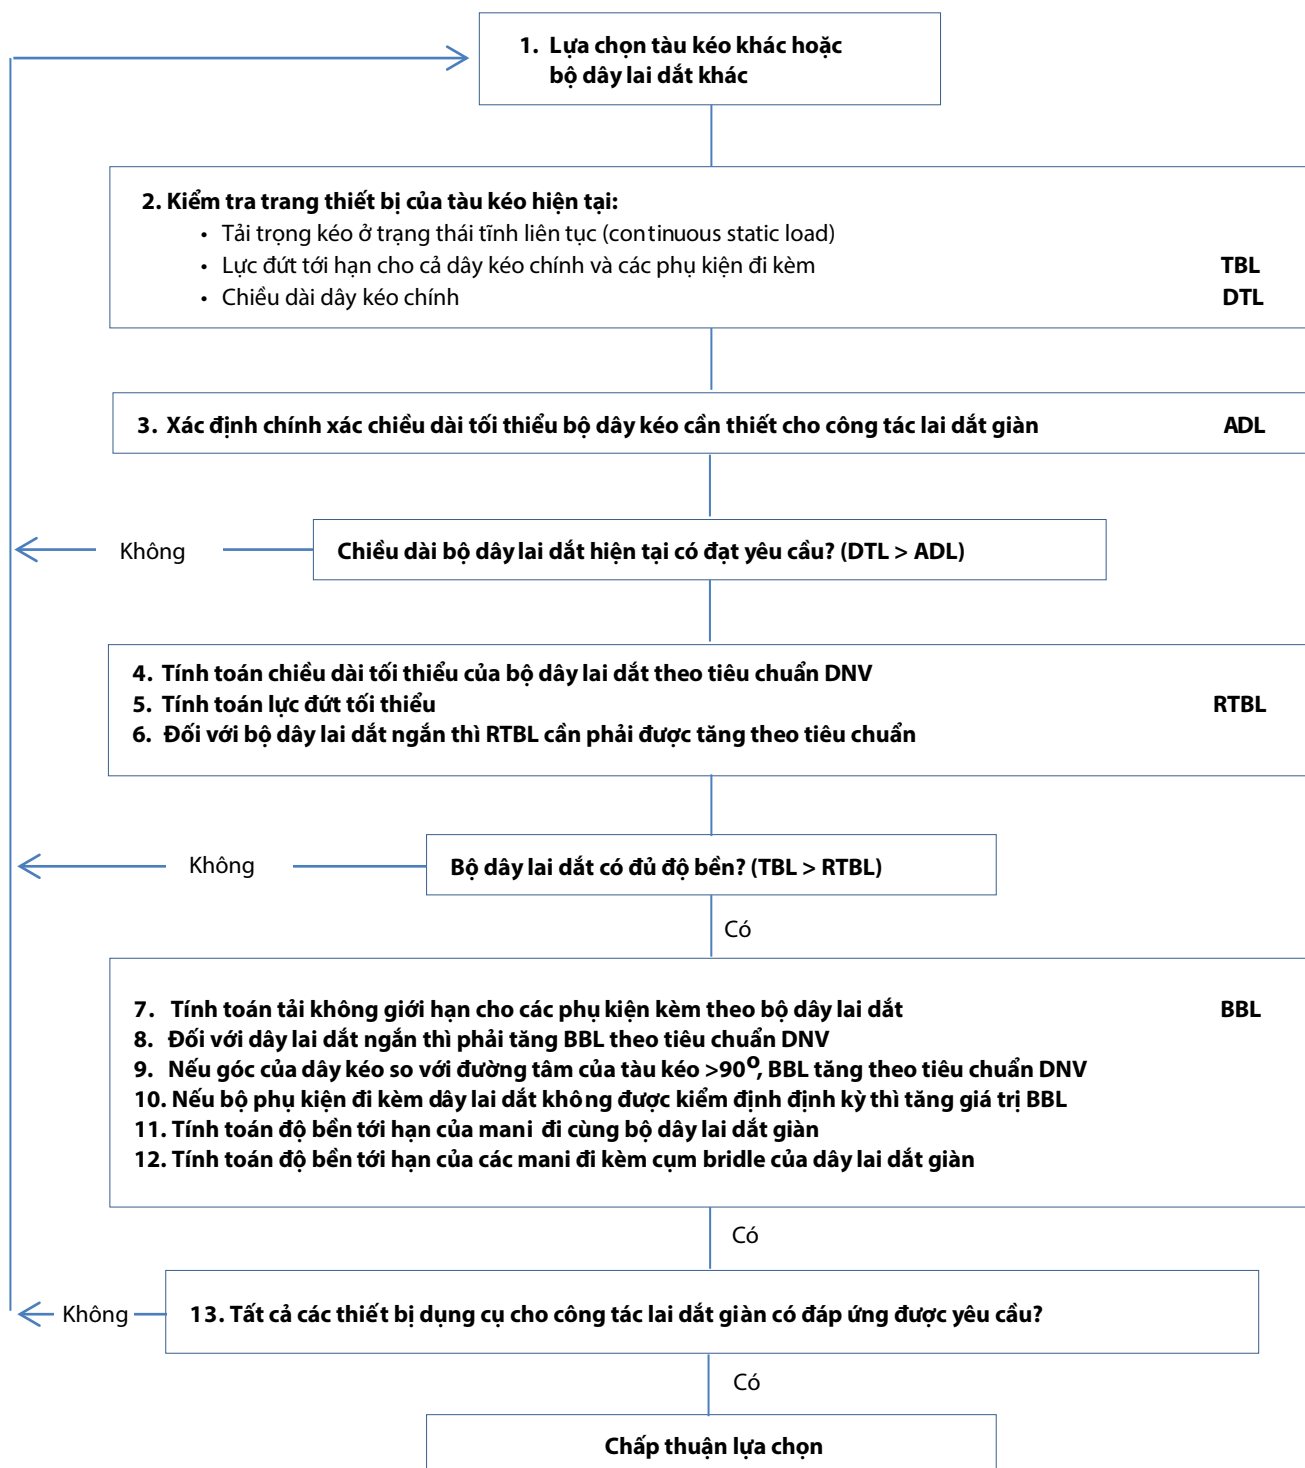 1. Lựa chọn tàu kéo khác hoặc
bộ dây lai dắt khác
2. Kiểm tra trang thiết bị của tàu kéo hiện tại:
• Tải trọng kéo ở trạng thái tĩnh liên tục (continuous static load)
• Lực đứt tới hạn cho cả dây kéo chính và các phụ kiện đi kèm TBL
• Chiều dài dây kéo chính DTL
3. Xác định chính xác chiều dài tối thiểu bộ dây kéo cần thiết cho công tác lai dắt giàn ADL
Không
Chiều dài bộ dây lai dắt hiện tại có đạt yêu cầu? (DTL > ADL)
4. Tính toán chiều dài tối thiểu của bộ dây lai dắt theo tiêu chuẩn DNV
5. Tính toán lực đứt tối thiểu RTBL
6. Đối với bộ dây lai dắt ngắn thì RTBL cần phải được tăng theo tiêu chuẩn
Không
Bộ dây lai dắt có đủ độ bền? (TBL > RTBL)
Có
7. Tính toán tải không giới hạn cho các phụ kiện kèm theo bộ dây lai dắt BBL
8. Đối với dây lai dắt ngắn thì phải tăng BBL theo tiêu chuẩn DNV
9. Nếu góc của dây kéo so với đường tâm của tàu kéo >90⁰, BBL tăng theo tiêu chuẩn DNV
10. Nếu bộ phụ kiện đi kèm dây lai dắt không được kiểm định định kỳ thì tăng giá trị BBL
11. Tính toán độ bền tới hạn của mani đi cùng bộ dây lai dắt giàn
12. Tính toán độ bền tới hạn của các mani đi kèm cụm bridle của dây lai dắt giàn
Có
Không
13. Tất cả các thiết bị dụng cụ cho công tác lai dắt giàn có đáp ứng được yêu cầu?
Có
Chấp thuận lựa chọn